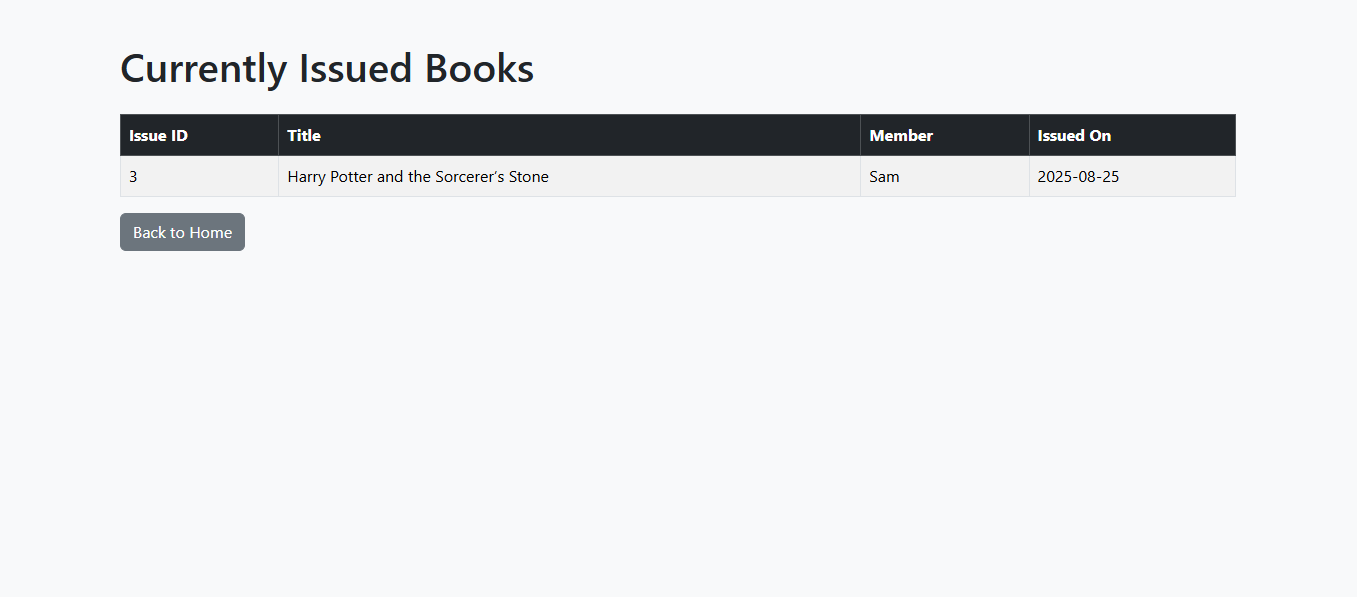 Currently Issued Books
Issue ID Title Member Issued On
3 Harry Potter and the Sorcerer’s Stone Sam 2025-08-25
Back to Home